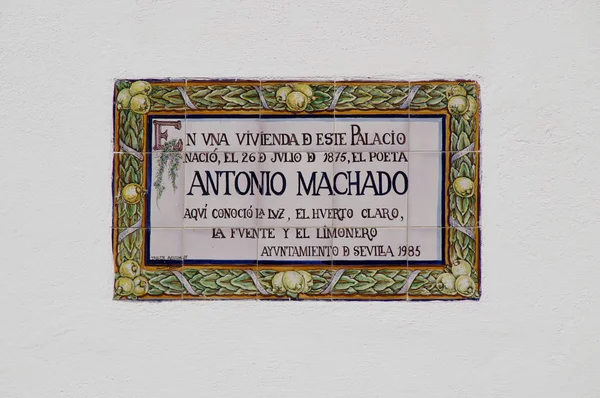 EN VNA VIVIENDA D ESTE PALACIO
NACIÓ, EL 26 D JULIO D 1875, EL POETA
ANTONIO MACHADO
AQVÍ CONOCIÓ LA LVZ, EL HVERTO CLARO,
LA FVENTE Y EL LIMONERO
AYVNTAMIENTO D SEVILLA 1985